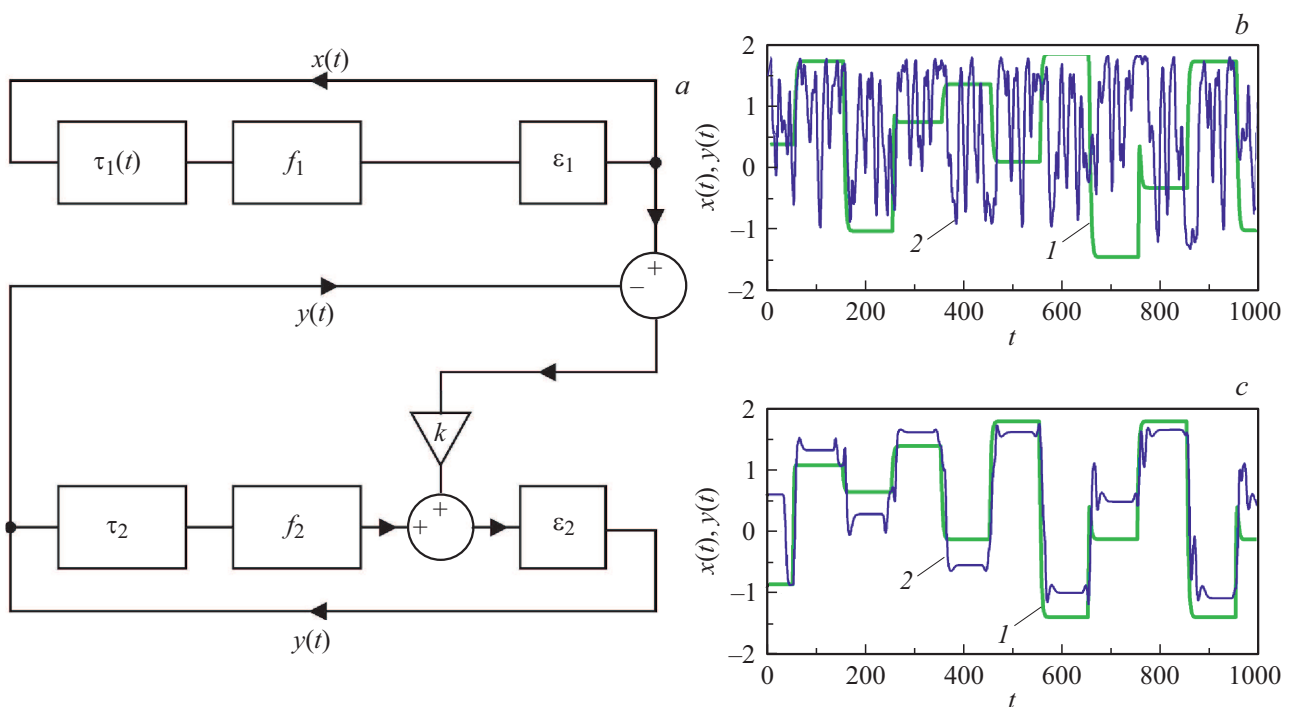 a
x(t)
τ₁(t)
f₁
ε₁
+
−
y(t)
k
+
+
τ₂
f₂
ε₂
y(t)
b
x(t), y(t)
2
1
0
−1
−2
2
1
0 200 400 600 800 1000
t
c
x(t), y(t)
2
1
0
−1
−2
2
1
0 200 400 600 800 1000
t